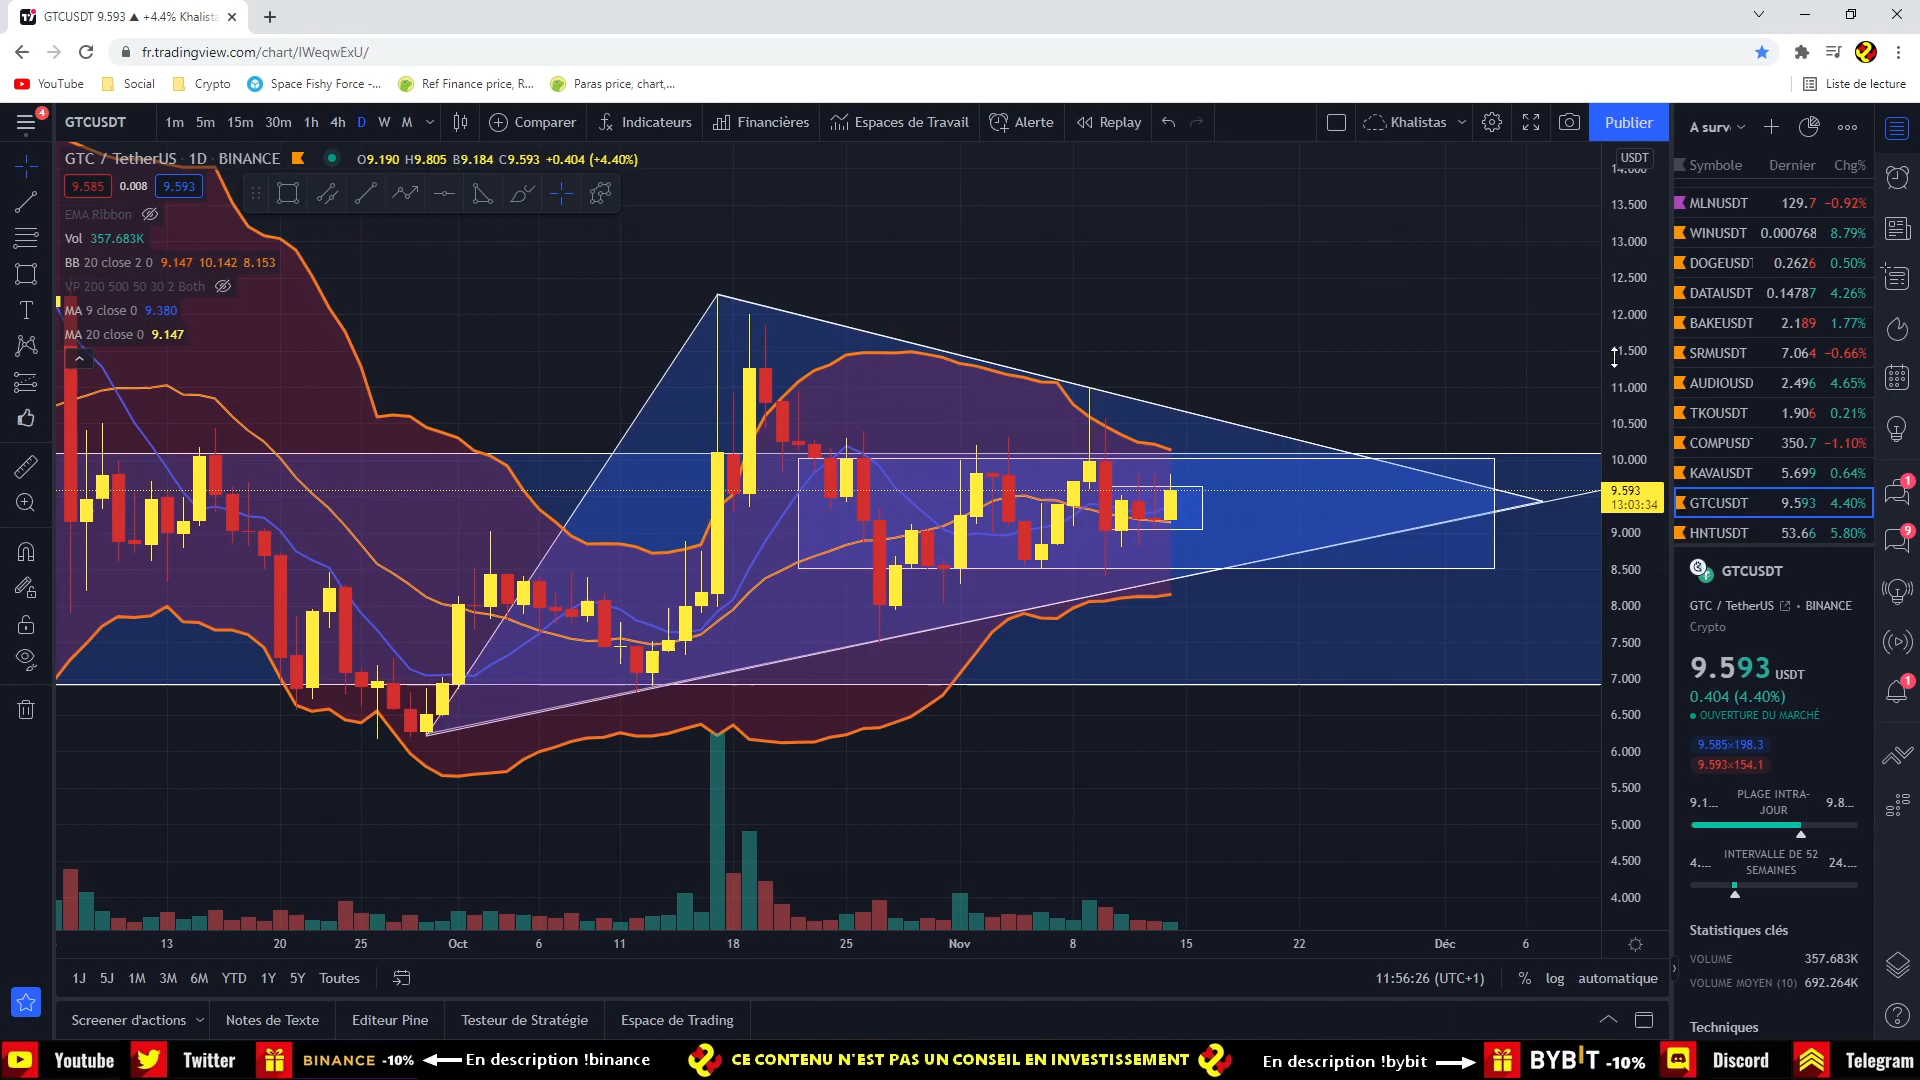 GTCUSDT 9.593 ▲ +4.4% Khalista
fr.tradingview.com/chart/IWeqwExU/
YouTube Social Crypto Space Fishy Force -... Ref Finance price, R... Paras price, chart,... Liste de lecture
4 GTCUSDT 1m 5m 15m 30m 1h 4h D W M Comparer Indicateurs Financières Espaces de Travail Alerte Replay Khalistas Publier A surv
GTC / TetherUS · 1D · BINANCE O9.190 H9.805 B9.184 C9.593 +0.404 (+4.40%)
9.585 0.008 9.593
EMA Ribbon
Vol 357.683K
BB 20 close 2 0 9.147 10.142 8.153
VP 200 500 50 30 2 Both
MA 9 close 0 9.380
MA 20 close 0 9.147
USDT
14.000
13.500
13.000
12.500
12.000
11.500
11.000
10.500
10.000
9.593
13:03:34
9.000
8.500
8.000
7.500
7.000
6.500
6.000
5.500
5.000
4.500
4.000
13 20 25 Oct 6 11 18 25 Nov 8 15 22 Déc 6
1J 5J 1M 3M 6M YTD 1Y 5Y Toutes 11:56:26 (UTC+1) % log automatique
Screener d'actions Notes de Texte Editeur Pine Testeur de Stratégie Espace de Trading
Symbole Dernier Chg%
MLNUSDT 129.7 −0.92%
WINUSDT 0.000768 8.79%
DOGEUSDT 0.2626 0.50%
DATAUSDT 0.14787 4.26%
BAKEUSDT 2.189 1.77%
SRMUSDT 7.064 −0.66%
AUDIOUSD 2.496 4.65%
TKOUSDT 1.906 0.21%
COMPUSDT 350.7 −1.10%
KAVAUSDT 5.699 0.64%
GTCUSDT 9.593 4.40%
HNTUSDT 53.66 5.80%
GTCUSDT
GTC / TetherUS • BINANCE
Crypto
9.593 USDT
0.404 (4.40%)
OUVERTURE DU MARCHÉ
9.585×198.3
9.593×154.1
9.1... PLAGE INTRA-JOUR 9.8...
4.... INTERVALLE DE 52 SEMAINES 24....
Statistiques clés
VOLUME 357.683K
VOLUME MOYEN (10) 692.264K
Techniques
1
9
1
Youtube Twitter BINANCE -10% En description !binance CE CONTENU N'EST PAS UN CONSEIL EN INVESTISSEMENT En description !bybit BYBIT -10% Discord Telegram